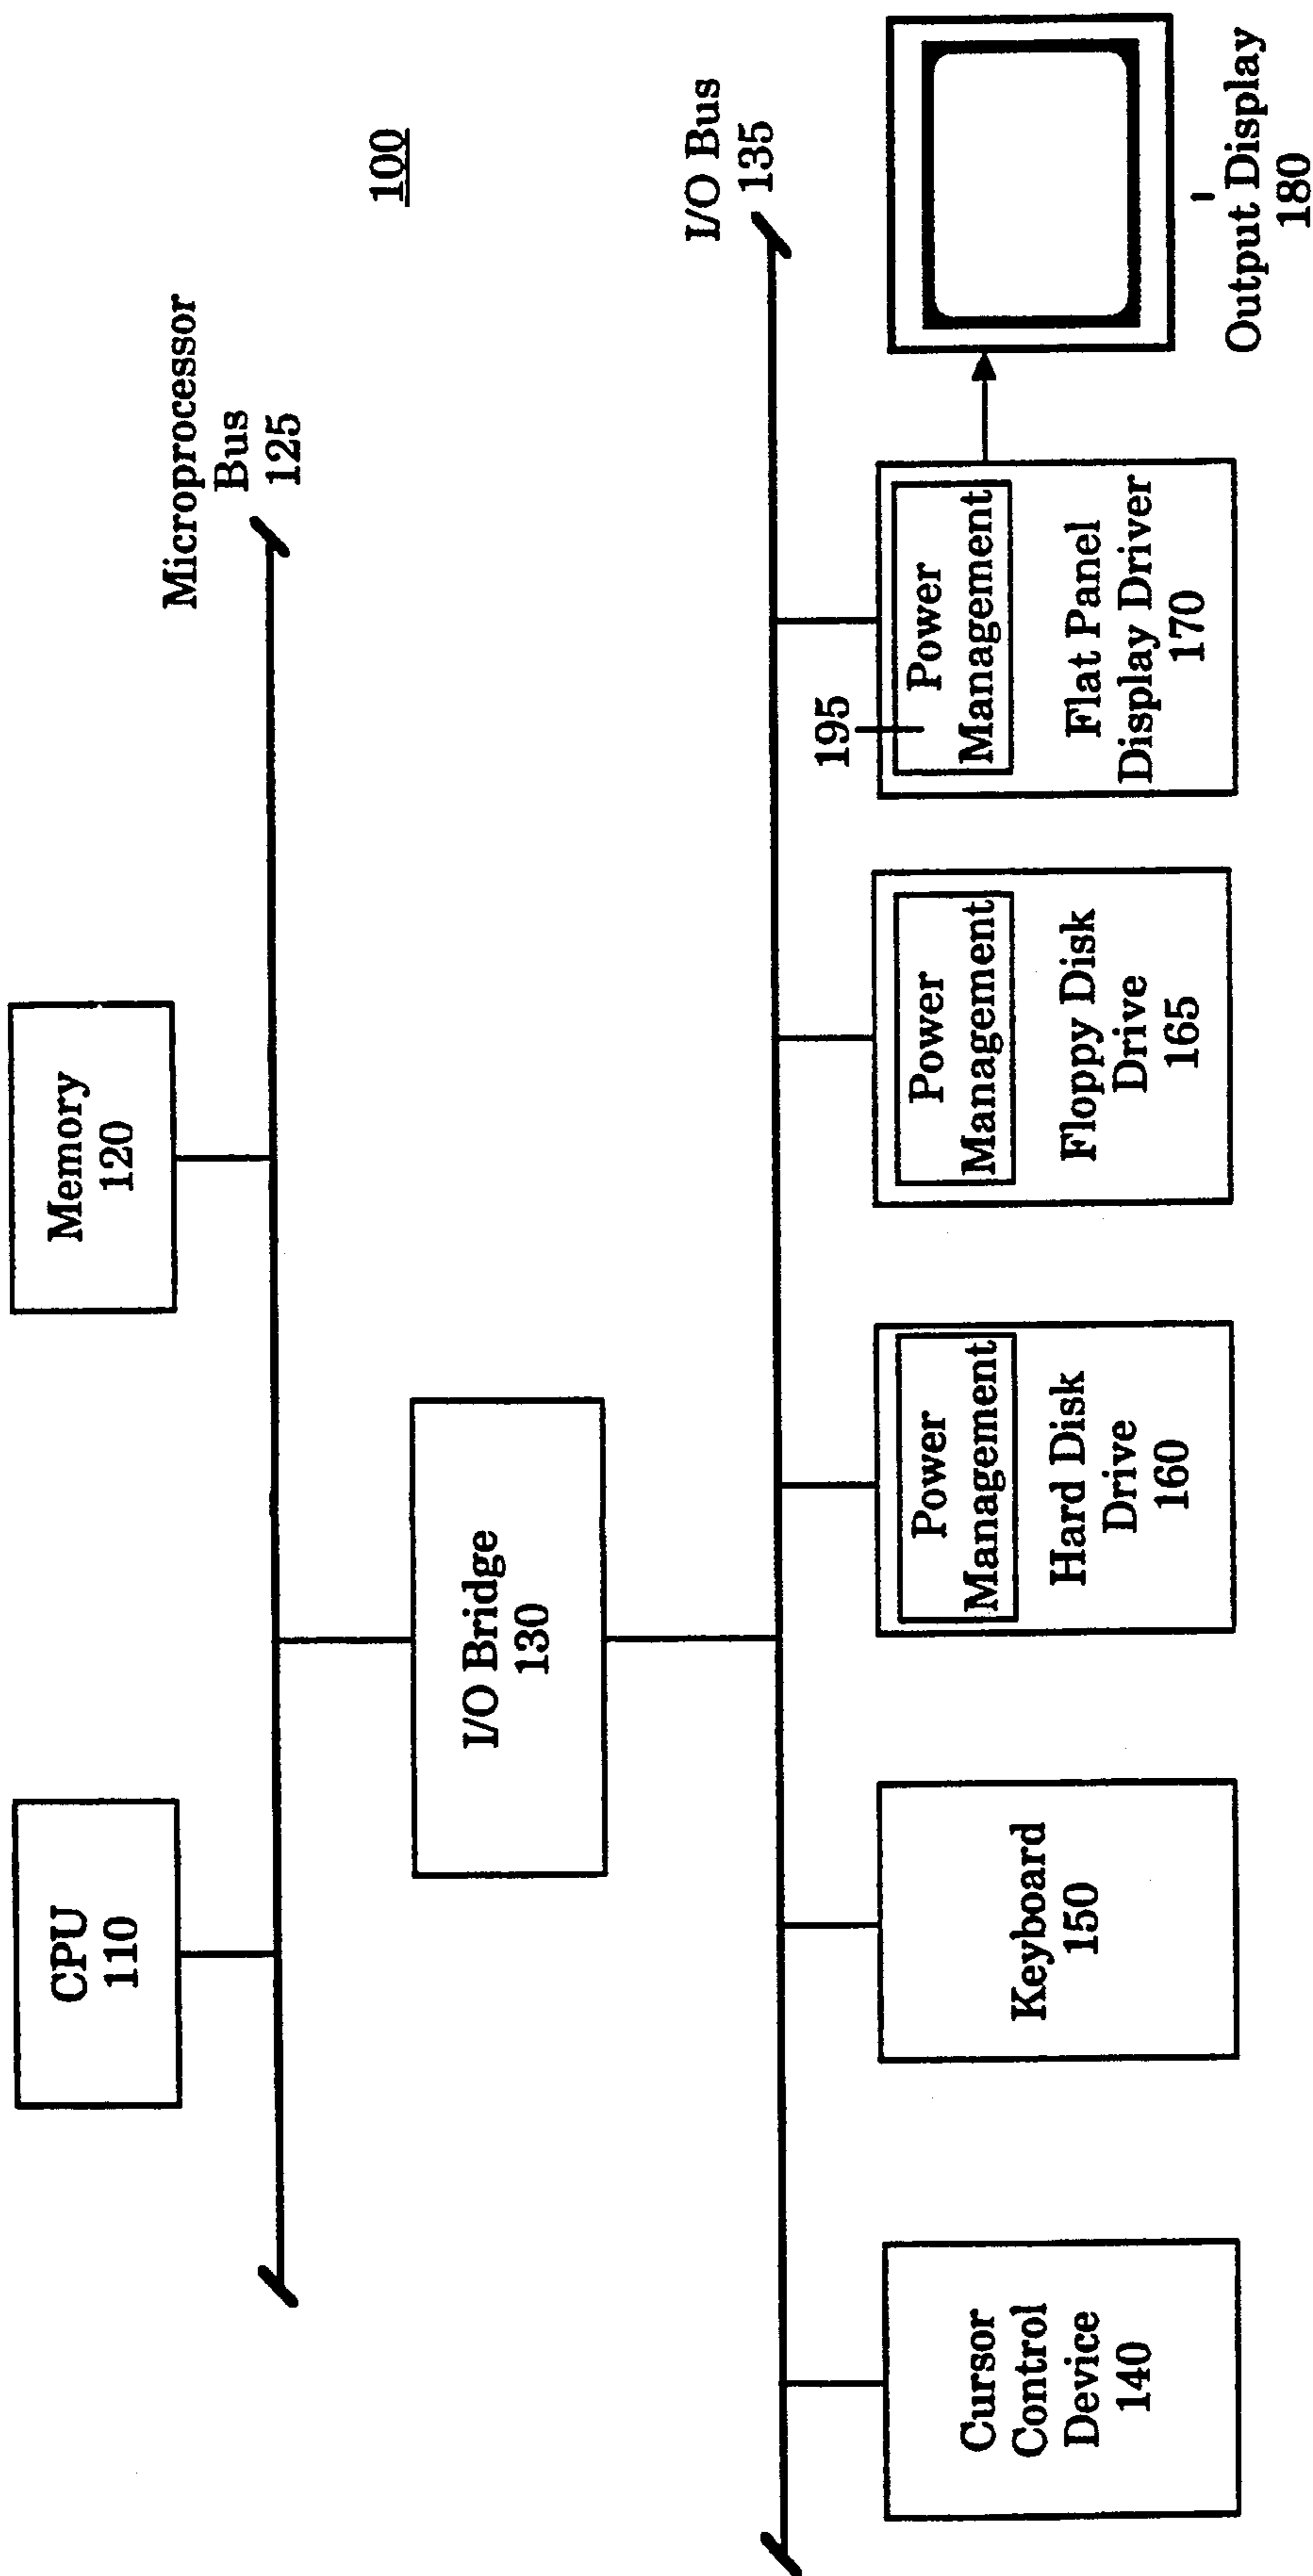 100
CPU
110
Memory
120
Microprocessor
Bus
125
I/O Bridge
130
I/O Bus
135
Cursor
Control
Device
140
Keyboard
150
Power
Management
Hard Disk
Drive
160
Power
Management
Floppy Disk
Drive
165
195
Power
Management
Flat Panel
Display Driver
170
Output Display
180